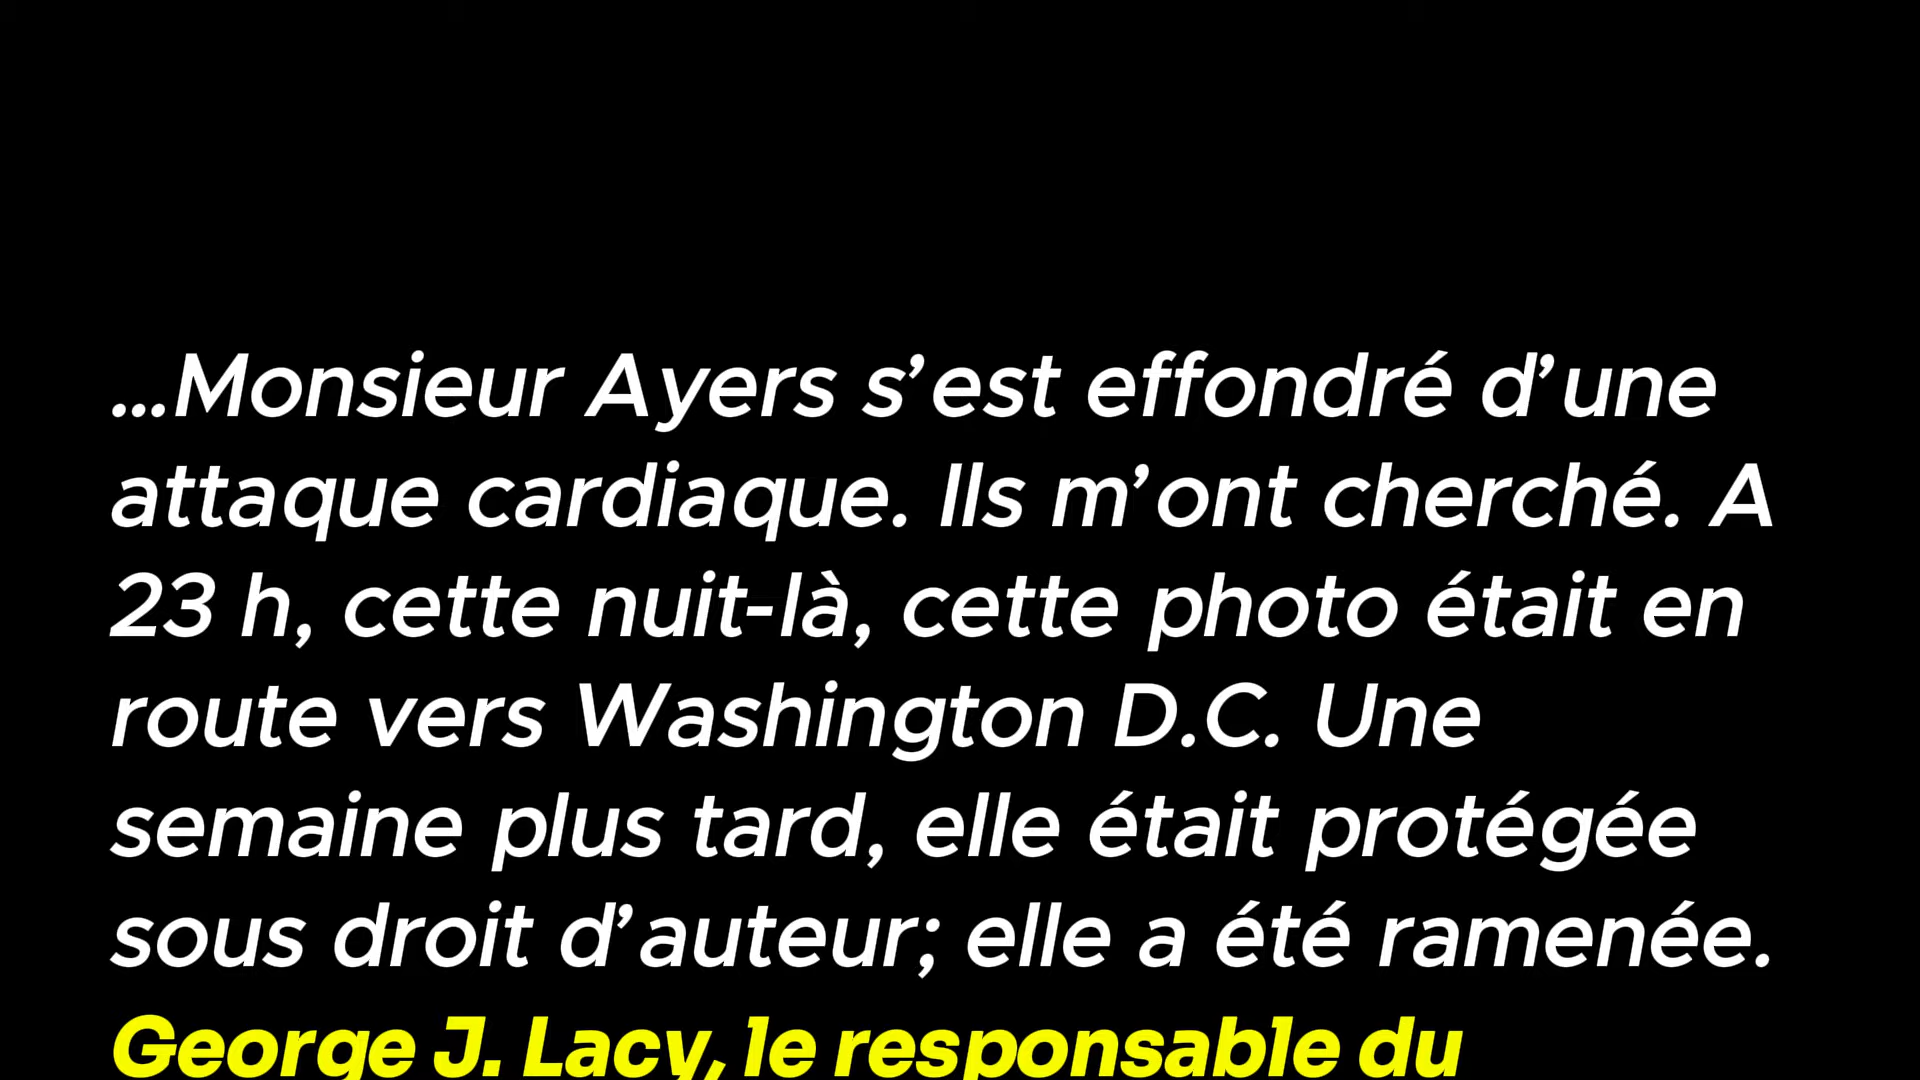 ...Monsieur Ayers s’est effondré d’une
attaque cardiaque. Ils m’ont cherché. A
23 h, cette nuit-là, cette photo était en
route vers Washington D.C. Une
semaine plus tard, elle était protégée
sous droit d’auteur; elle a été ramenée.
George J. Lacy, le responsable du